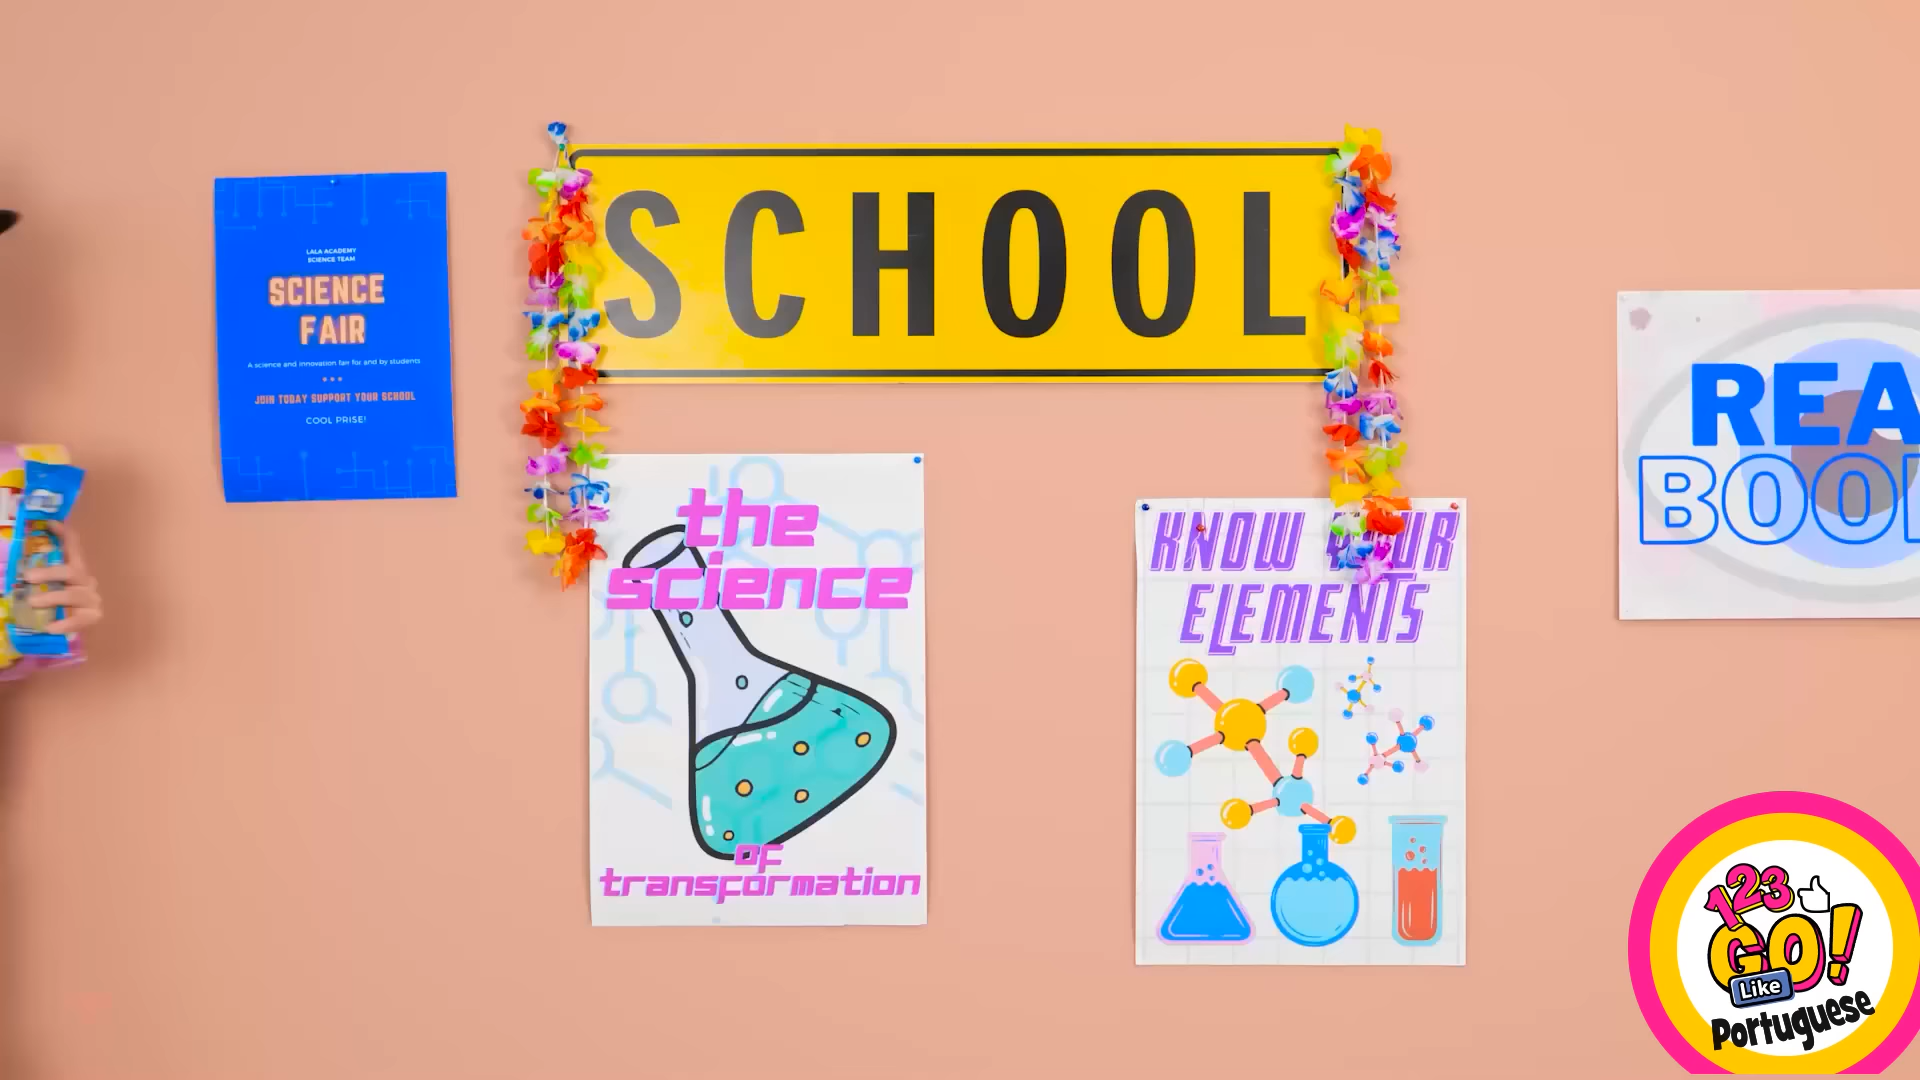 SCHOOL
LALA ACADEMY
SCIENCE TEAM
SCIENCE
FAIR
A science and innovation fair for and by students
JOIN TODAY SUPPORT YOUR SCHOOL
COOL PRISE!
the
science
of
transformation
KNOW YOUR
ELEMENTS
REA
BOO
123
GO!
Like
Portuguese